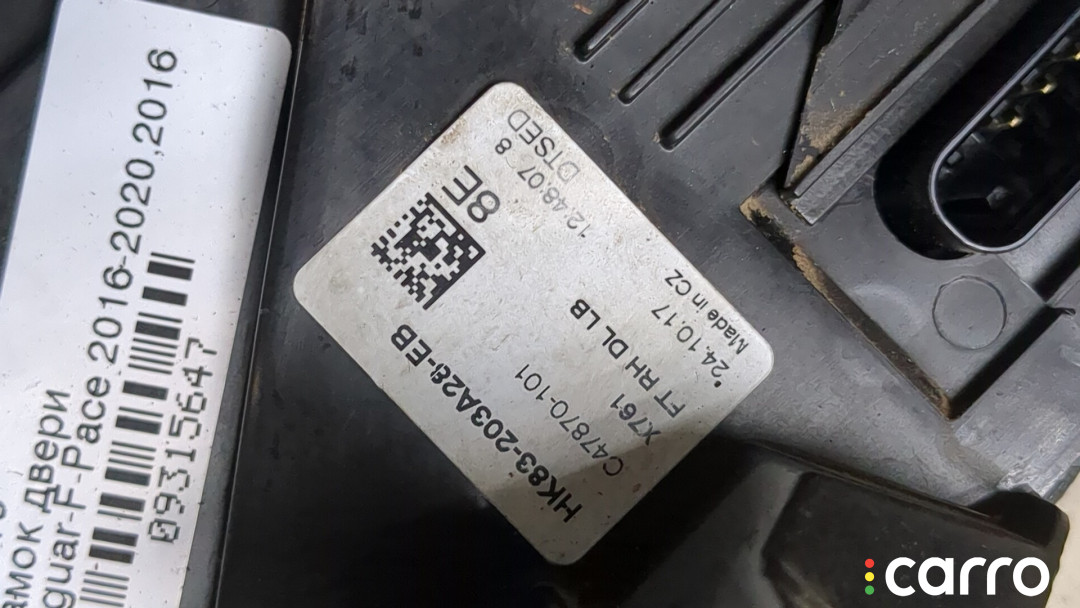 амок двери
guar-F-Pace 2016-2020,2016
09315647
HK83-203A28-EB
8E
C47870-101
X761
FT RH DL LB
*24.10.17
12:48:07
8
DTSED
Made in CZ
carro